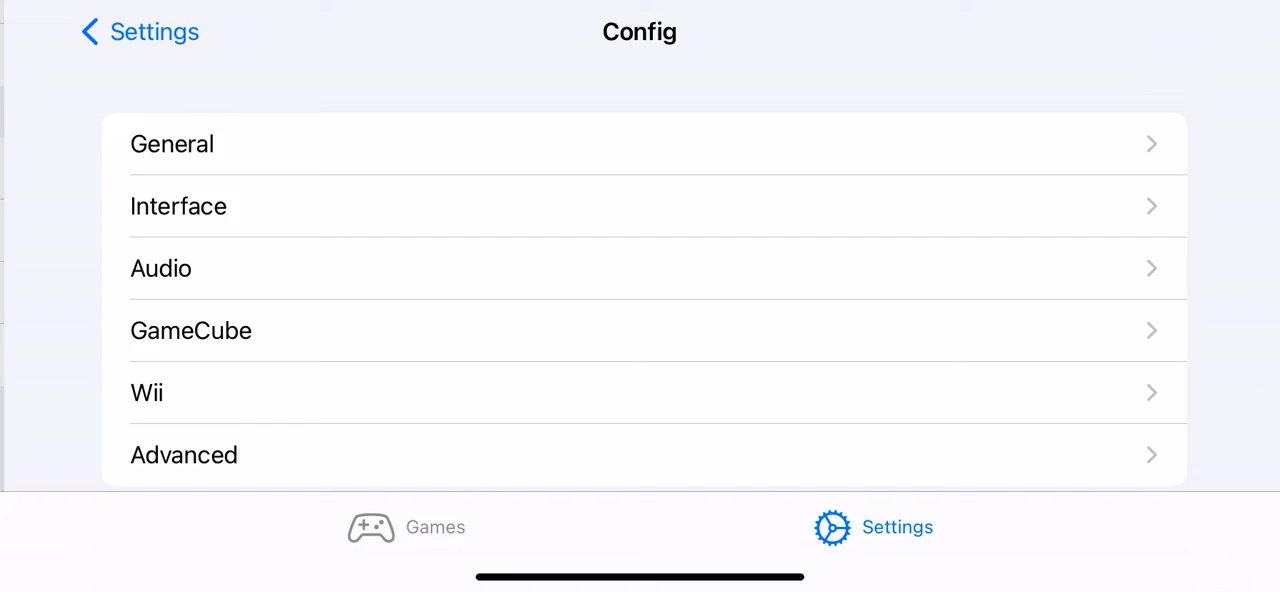 Settings
Config
General
Interface
Audio
GameCube
Wii
Advanced
Games
Settings